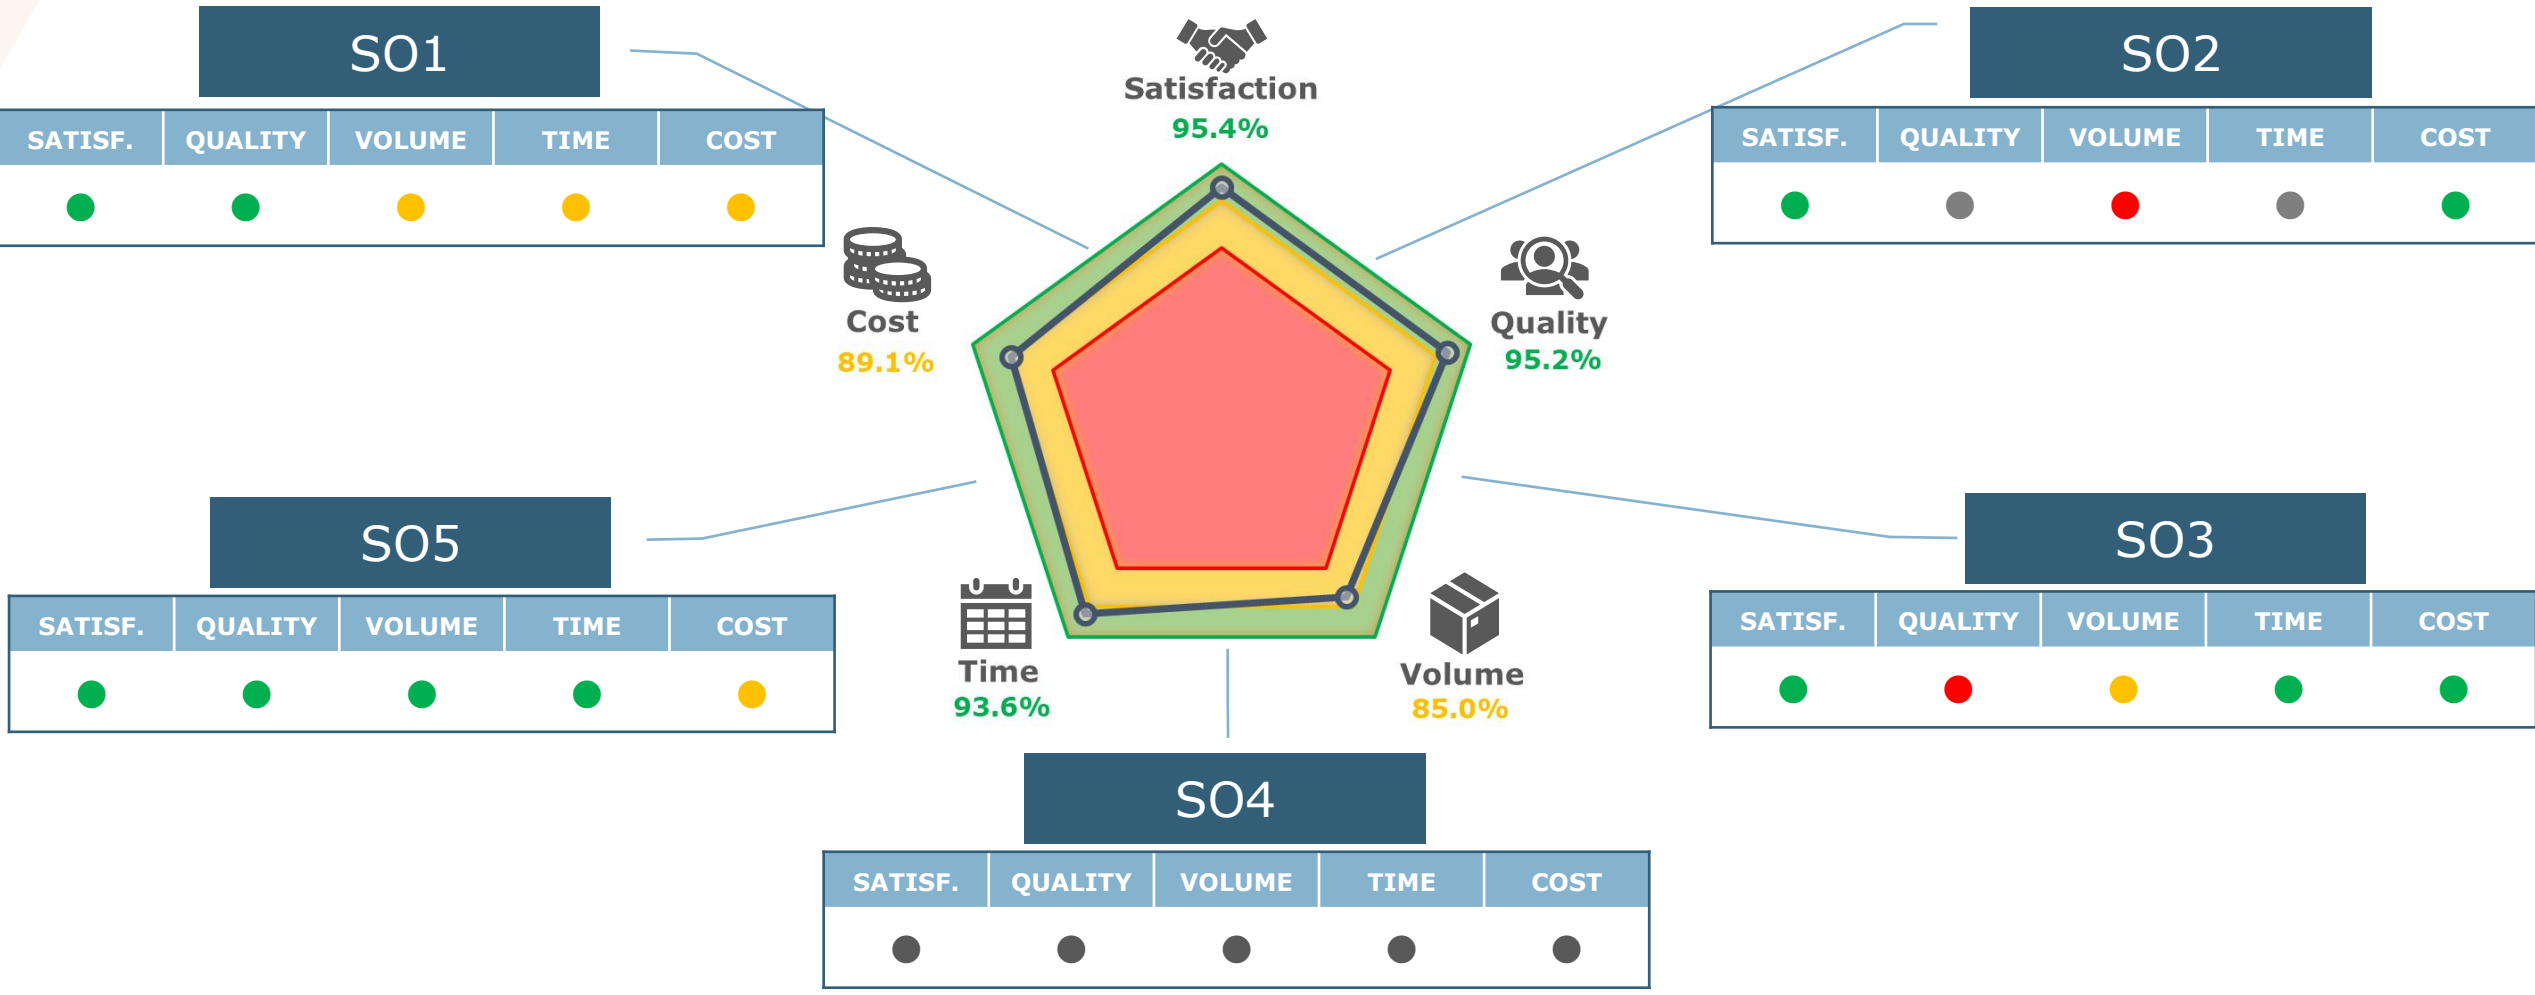 SO1
SATISF. QUALITY VOLUME TIME COST
Satisfaction
95.4%
SO2
SATISF. QUALITY VOLUME TIME COST
Cost
89.1%
Quality
95.2%
SO5
SATISF. QUALITY VOLUME TIME COST
SO3
SATISF. QUALITY VOLUME TIME COST
Time
93.6%
Volume
85.0%
SO4
SATISF. QUALITY VOLUME TIME COST